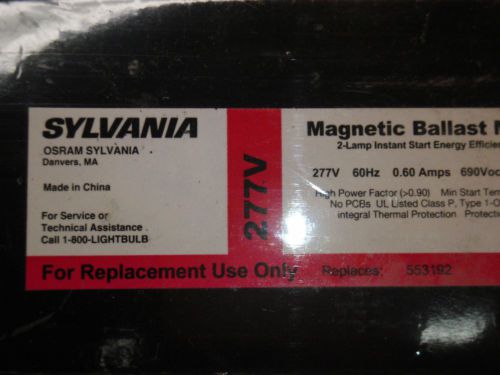 SYLVANIA
OSRAM SYLVANIA
Danvers, MA
Made in China
For Service or
Technical Assistance
Call 1-800-LIGHTBULB
277V
Magnetic Ballast
2-Lamp Instant Start Energy
277V 60Hz 0.60 Amps
High Power Factor (>0.90) Min Start
No PCBs UL Listed Class P, Type
integral Thermal Protection
For Replacement Use Only Replaces: 553192